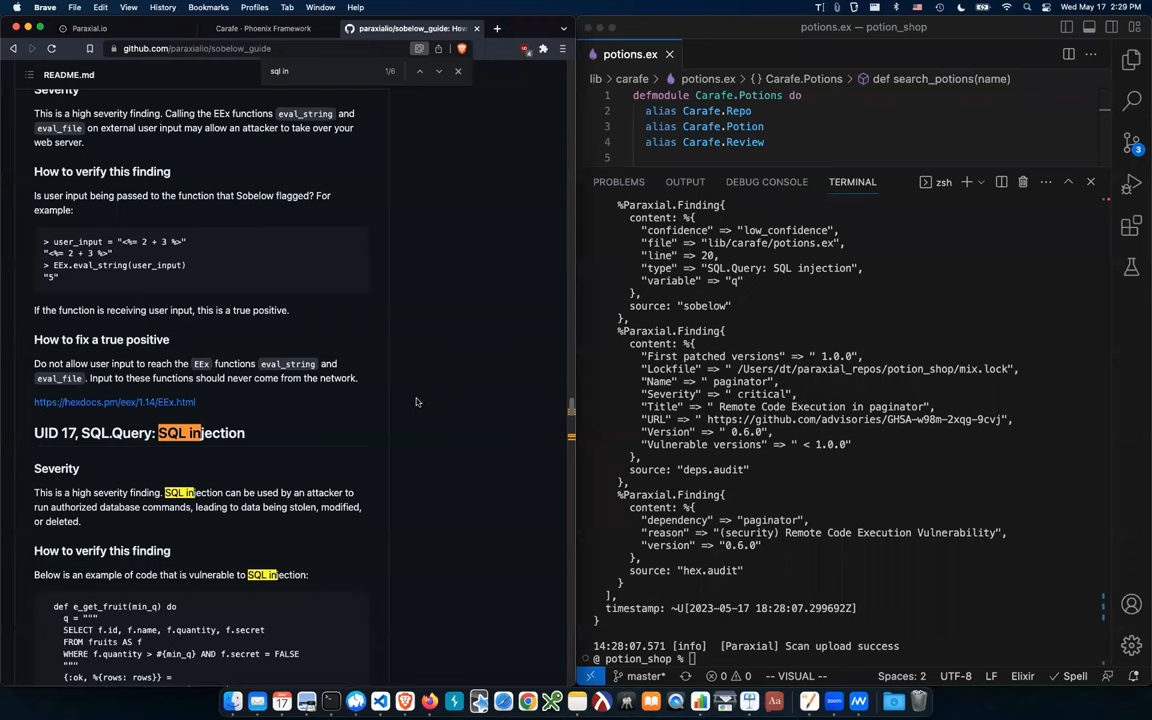 Brave File Edit View History Bookmarks Profiles Tab Window Help
Wed May 17 2:29 PM
Paraxial.io
Carafe · Phoenix Framework
paraxialio/sobelow_guide: How
github.com/paraxialio/sobelow_guide
sql in
1/6
README.md
Severity
This is a high severity finding. Calling the EEx functions eval_string and
eval_file on external user input may allow an attacker to take over your
web server.
How to verify this finding
Is user input being passed to the function that Sobelow flagged? For
example:
> user_input = "<%= 2 + 3 %>"
"<%= 2 + 3 %>"
> EEx.eval_string(user_input)
"5"
If the function is receiving user input, this is a true positive.
How to fix a true positive
Do not allow user input to reach the EEx functions eval_string and
eval_file. Input to these functions should never come from the network.
https://hexdocs.pm/eex/1.14/EEx.html
UID 17, SQL.Query: SQL injection
Severity
This is a high severity finding. SQL injection can be used by an attacker to
run authorized database commands, leading to data being stolen, modified,
or deleted.
How to verify this finding
Below is an example of code that is vulnerable to SQL injection:
def e_get_fruit(min_q) do
q = """
SELECT f.id, f.name, f.quantity, f.secret
FROM fruits AS f
WHERE f.quantity > #{min_q} AND f.secret = FALSE
"""
{:ok, %{rows: rows}} =
potions.ex — potion_shop
potions.ex
lib > carafe > potions.ex > {} Carafe.Potions > def search_potions(name)
1 defmodule Carafe.Potions do
2 alias Carafe.Repo
3 alias Carafe.Potion
4 alias Carafe.Review
5
PROBLEMS OUTPUT DEBUG CONSOLE TERMINAL
zsh
%Paraxial.Finding{
content: %{
"confidence" => "low_confidence",
"file" => "lib/carafe/potions.ex",
"line" => 20,
"type" => "SQL.Query: SQL injection",
"variable" => "q"
},
source: "sobelow"
},
%Paraxial.Finding{
content: %{
"First patched versions" => " 1.0.0",
"Lockfile" => " /Users/dt/paraxial_repos/potion_shop/mix.lock",
"Name" => " paginator",
"Severity" => " critical",
"Title" => " Remote Code Execution in paginator",
"URL" => " https://github.com/advisories/GHSA-w98m-2xqg-9cvj",
"Version" => " 0.6.0",
"Vulnerable versions" => " < 1.0.0"
},
source: "deps.audit"
},
%Paraxial.Finding{
content: %{
"dependency" => "paginator",
"reason" => "(security) Remote Code Execution Vulnerability",
"version" => "0.6.0"
},
source: "hex.audit"
}
],
timestamp: ~U[2023-05-17 18:28:07.299692Z]
}
14:28:07.571 [info] [Paraxial] Scan upload success
@ potion_shop %
3
master* 0 0 -- VISUAL -- Spaces: 2 UTF-8 LF Elixir Spell